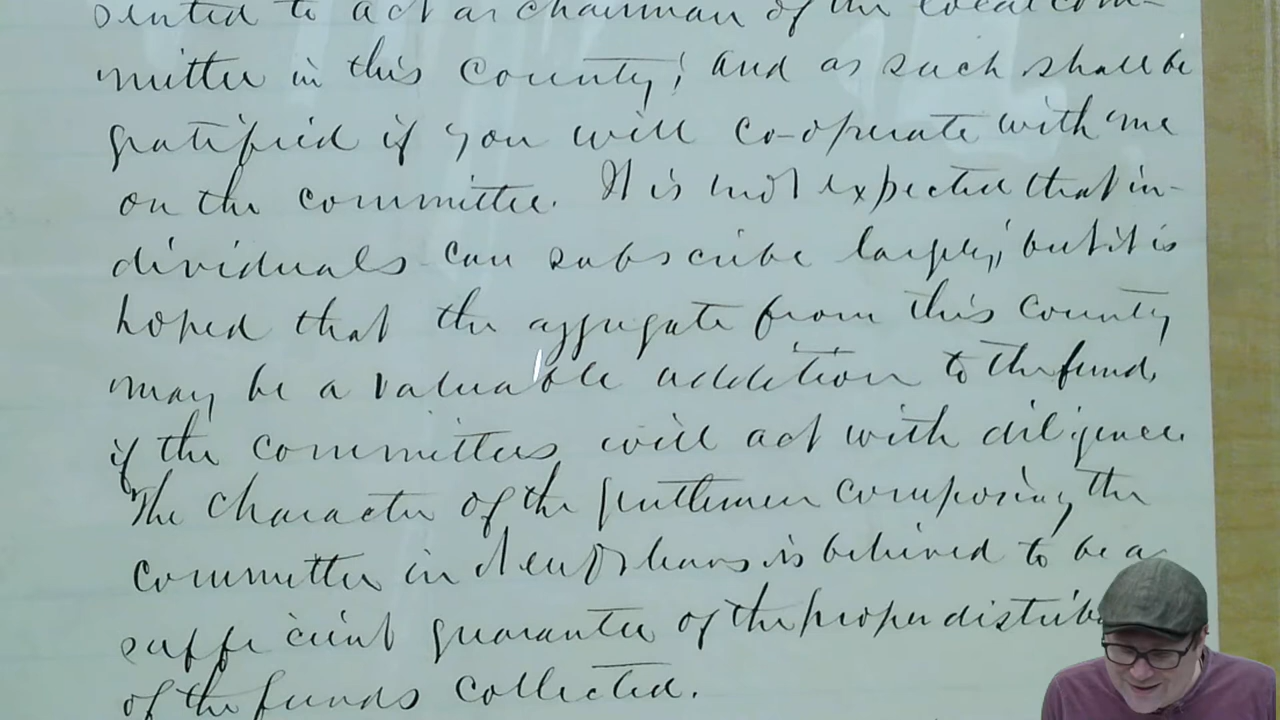 sented to act as chairman of the local com-
mittee in this County; and as such shall be
gratified if you will co-operate with me
on the committee. It is not expected that in-
dividuals can subscribe largely; but it is
hoped that the aggregate from this County
may be a valuable addition to the fund,
if the committees will act with diligence.
The character of the gentlemen composing the
committee in New Orleans is believed to be a
sufficient guarantee of the proper distrib
of the funds collected.